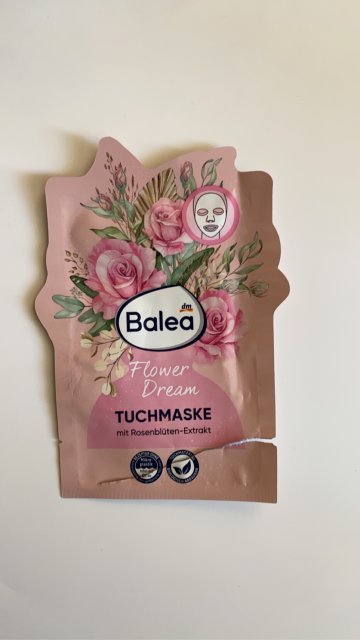 dm
Balea
Flower
Dream
TUCHMASKE
mit Rosenblüten-Extrakt